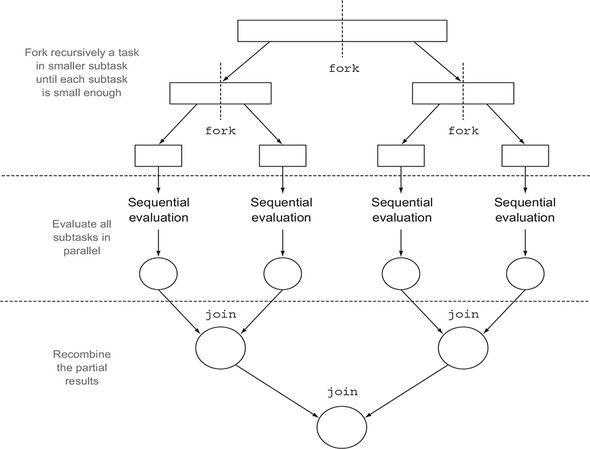 Fork recursively a task
in smaller subtask
until each subtask
is small enough
fork
fork
fork
Sequential
evaluation
Sequential
evaluation
Sequential
evaluation
Sequential
evaluation
Evaluate all
subtasks in
parallel
join
join
Recombine
the partial
results
join